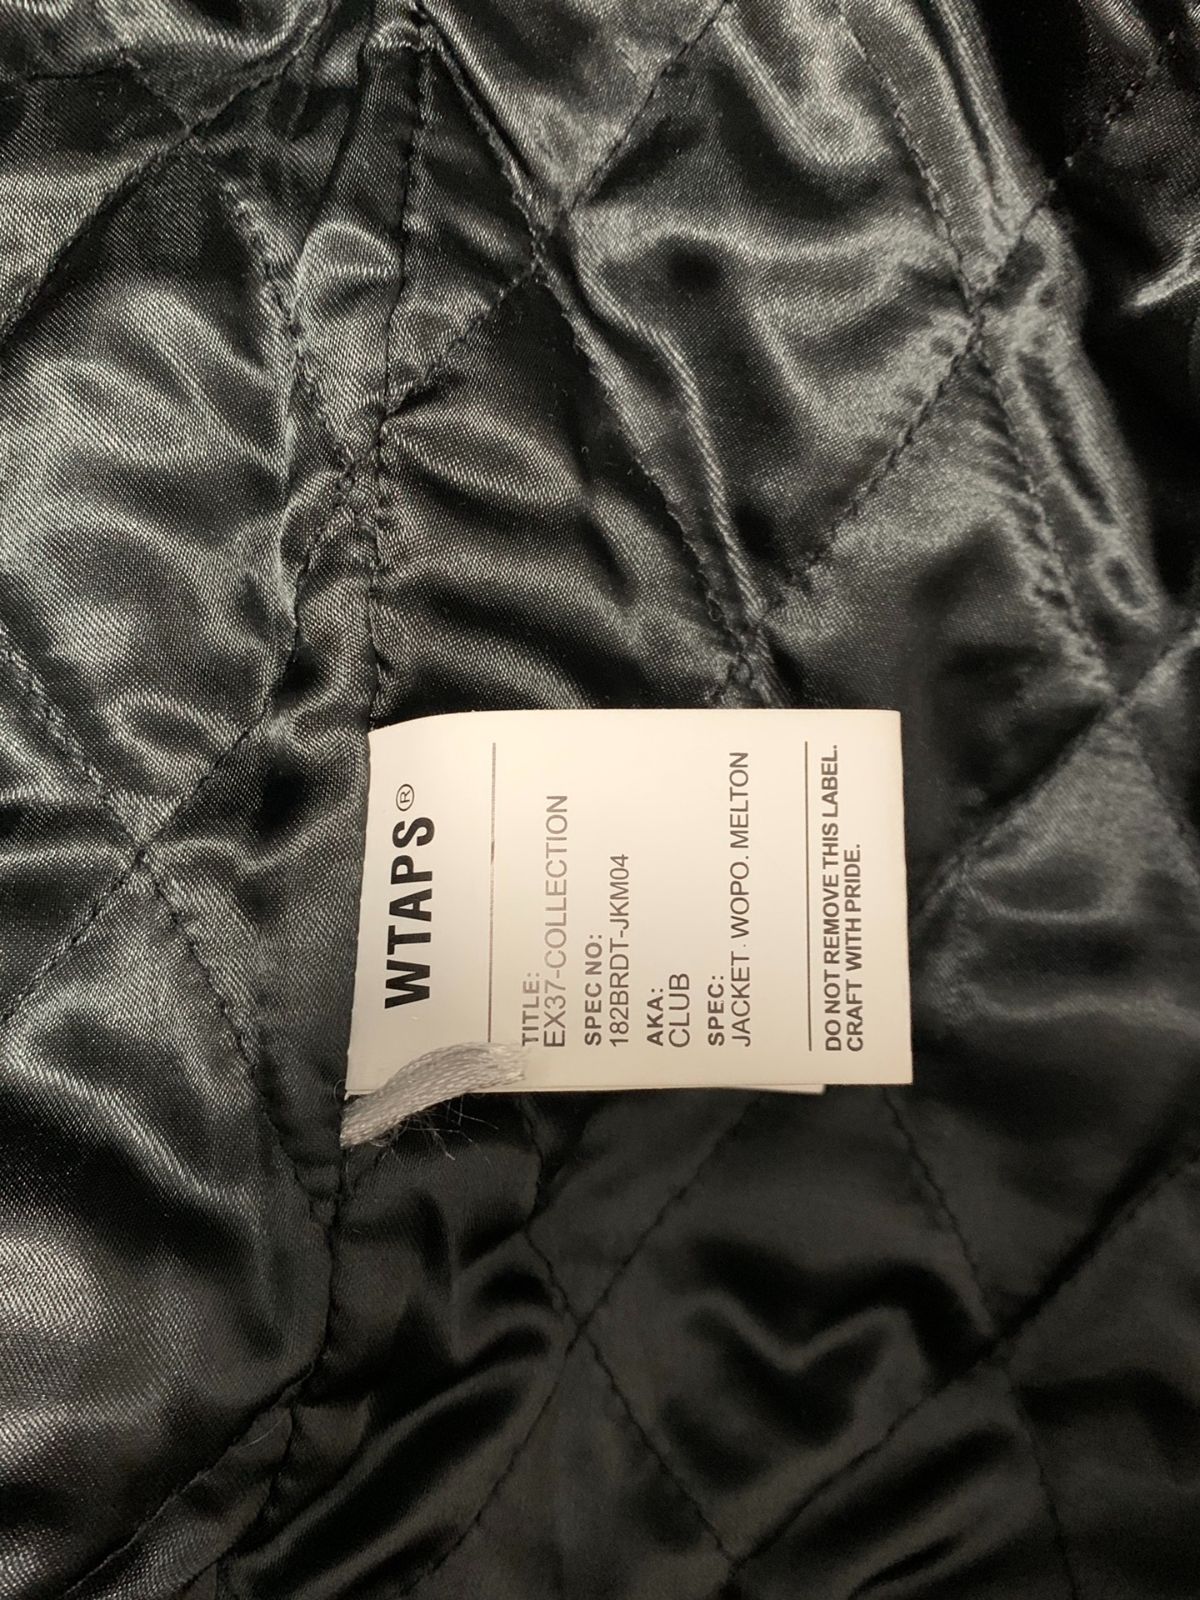 WTAPS®
TITLE:
EX37-COLLECTION
SPEC NO:
182BRDT-JKM04
AKA:
CLUB
SPEC:
JACKET. WOPO. MELTON
DO NOT REMOVE THIS LABEL.
CRAFT WITH PRIDE.